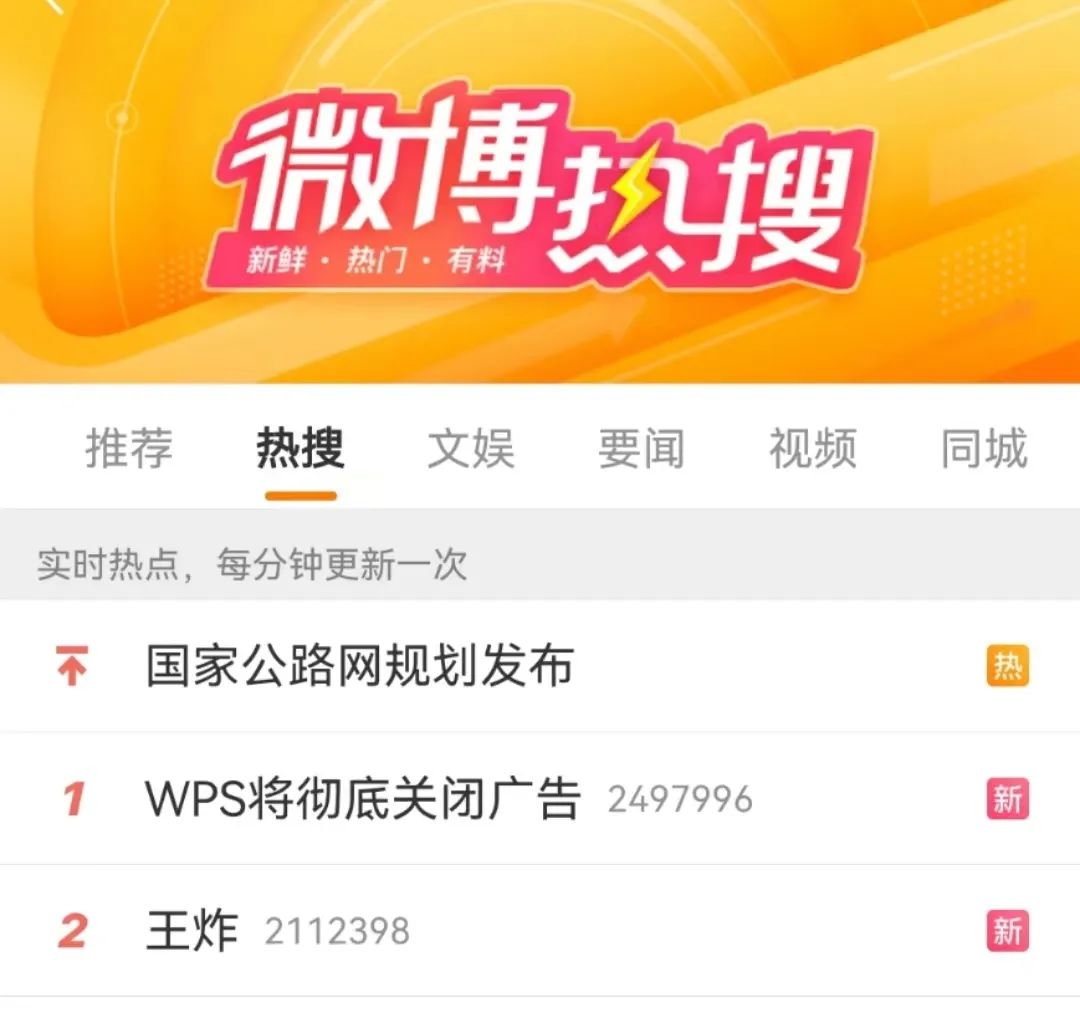 微博热搜
新鲜·热门·有料
推荐 热搜 文娱 要闻 视频 同城
实时热点，每分钟更新一次
国家公路网规划发布 热
1 WPS将彻底关闭广告 2497996 新
2 王炸 2112398 新